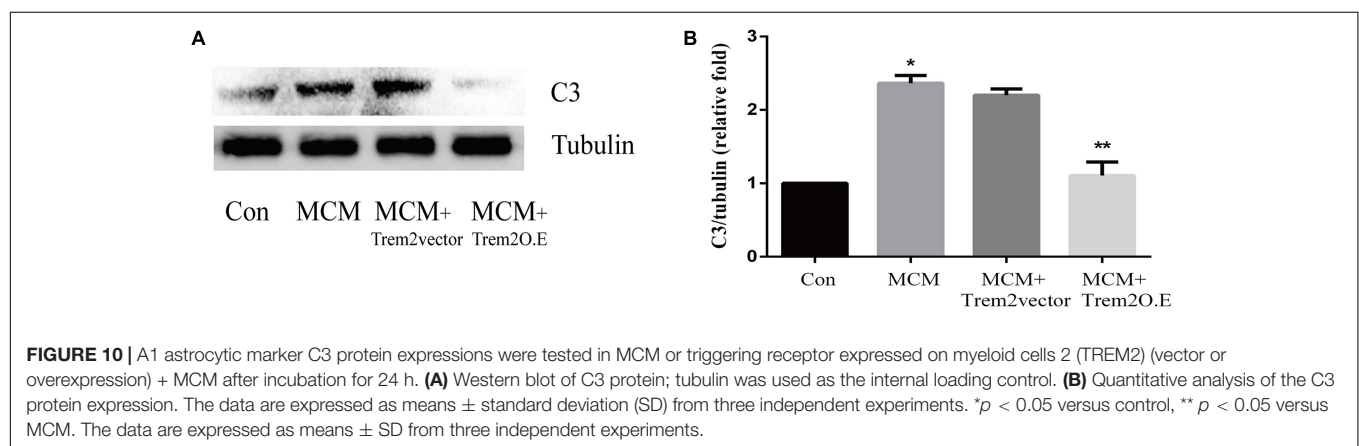 A
C3
Tubulin
Con MCM MCM+ MCM+
Trem2vector Trem2O.E
B
C3/tubulin (relative fold)
3
2
1
0
*
**
Con MCM MCM+ MCM+
Trem2vector Trem2O.E
FIGURE 10 | A1 astrocytic marker C3 protein expressions were tested in MCM or triggering receptor expressed on myeloid cells 2 (TREM2) (vector or
overexpression) + MCM after incubation for 24 h. (A) Western blot of C3 protein; tubulin was used as the internal loading control. (B) Quantitative analysis of the C3
protein expression. The data are expressed as means ± standard deviation (SD) from three independent experiments. *p < 0.05 versus control, ** p < 0.05 versus
MCM. The data are expressed as means ± SD from three independent experiments.